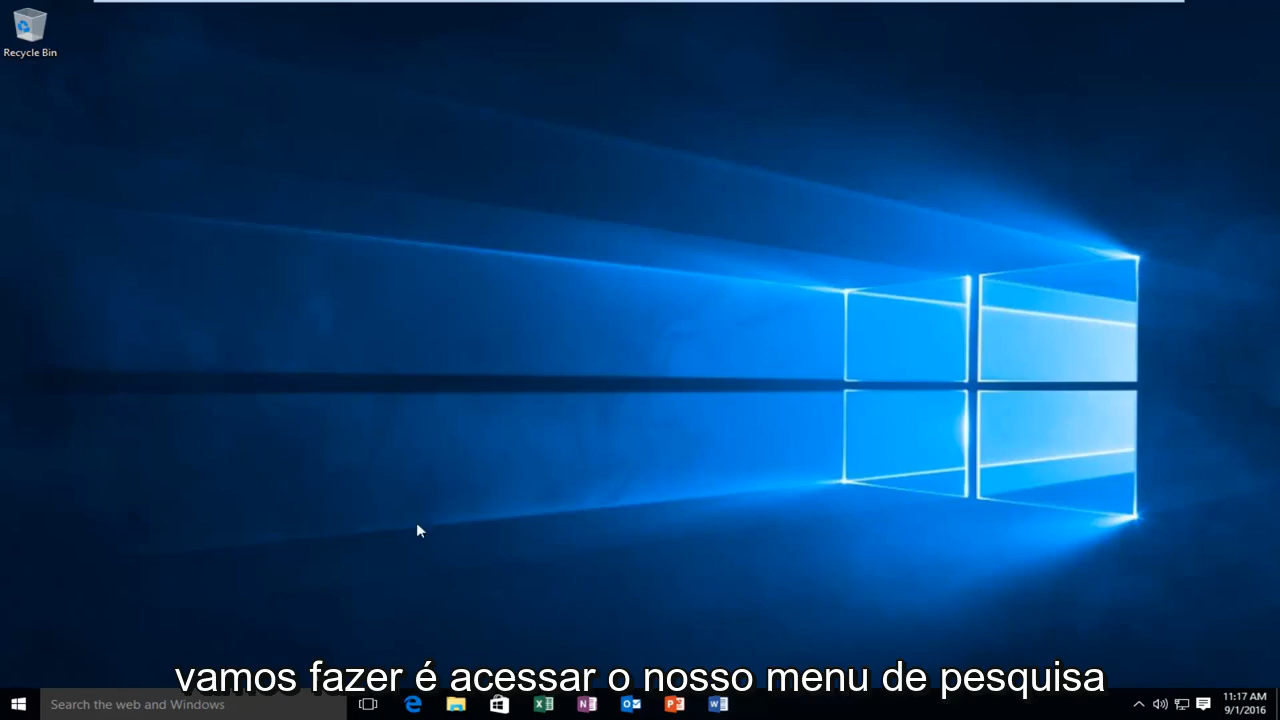 Recycle Bin
vamos fazer é acessar o nosso menu de pesquisa
Search the web and Windows
11:17 AM
9/1/2016